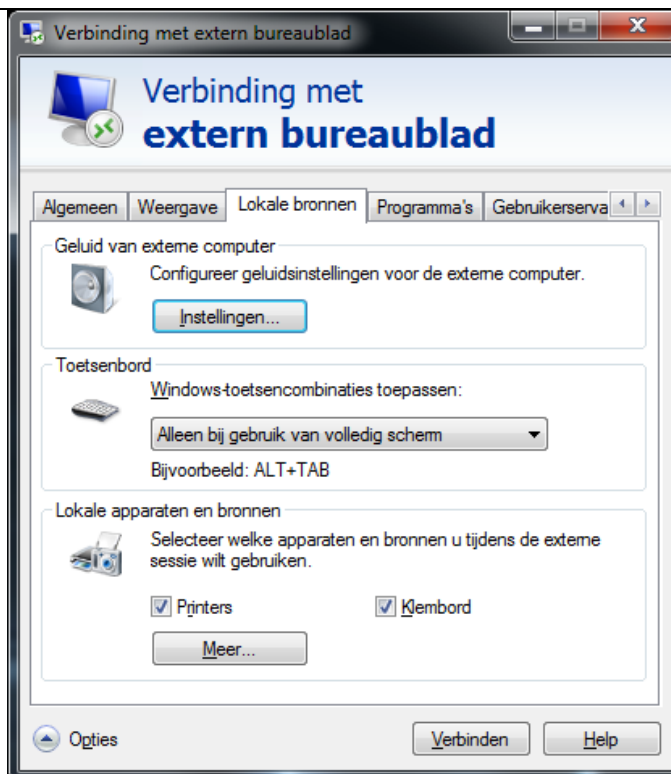 Verbinding met extern bureaublad
Verbinding met
extern bureaublad
Algemeen Weergave Lokale bronnen Programma's Gebruikerserva
Geluid van externe computer
Configureer geluidsinstellingen voor de externe computer.
Instellingen...
Toetsenbord
Windows-toetsencombinaties toepassen:
Alleen bij gebruik van volledig scherm
Bijvoorbeeld: ALT+TAB
Lokale apparaten en bronnen
Selecteer welke apparaten en bronnen u tijdens de externe
sessie wilt gebruiken.
Printers Klembord
Meer...
Opties Verbinden Help